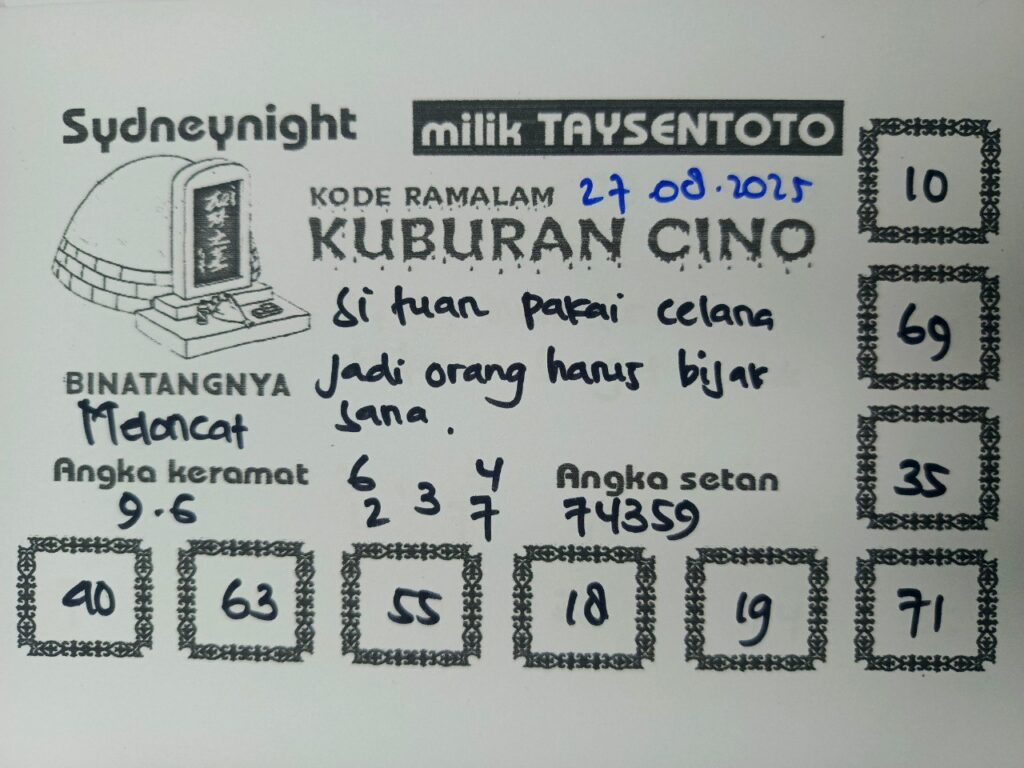 Sydneynight
milik TAYSENTOTO
KODE RAMALAM 27.08.2025
KUBURAN CINO
Si tuan pakai celana
Jadi orang harus bijak
sana.
BINATANGNYA
Meloncat
Angka keramat
9.6
6 4
3
2 7
Angka setan
74359
10
69
35
90 63 55 18 19 71